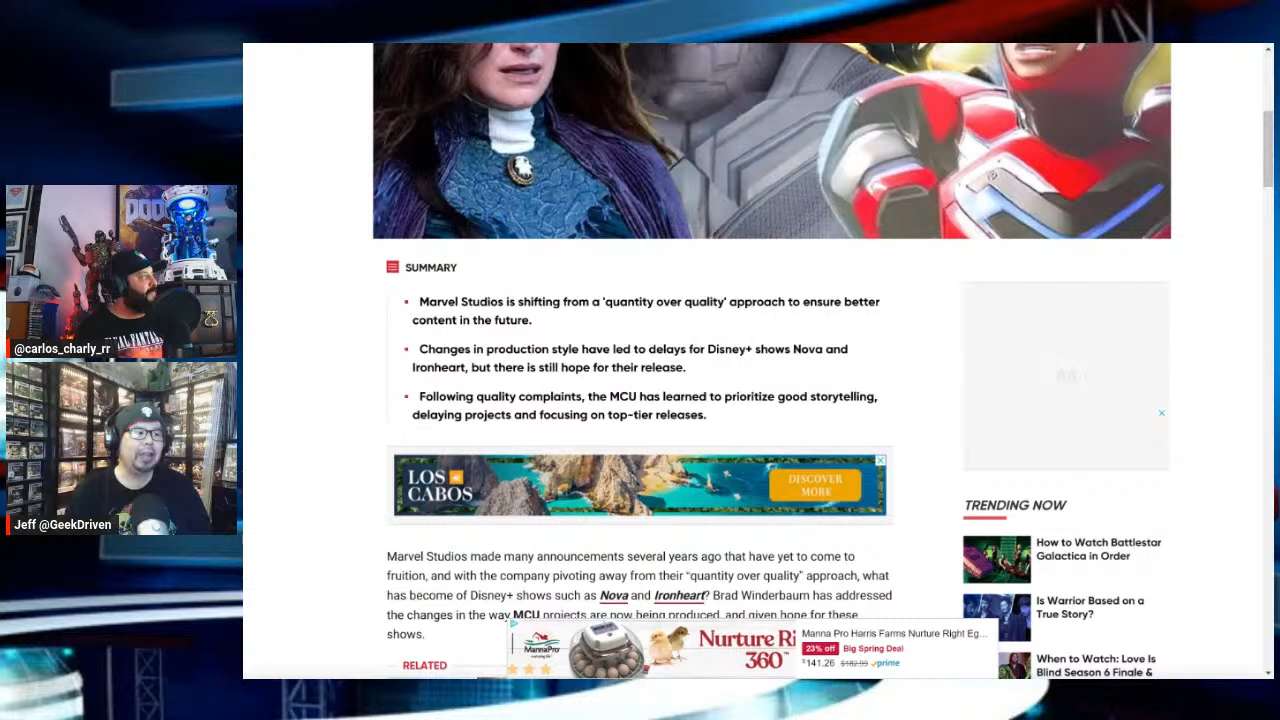 DOOM
FINAL FANTASY
@carlos_charly_rr
Jeff @GeekDriven
SUMMARY
Marvel Studios is shifting from a 'quantity over quality' approach to ensure better
content in the future.
Changes in production style have led to delays for Disney+ shows Nova and
Ironheart, but there is still hope for their release.
Following quality complaints, the MCU has learned to prioritize good storytelling,
delaying projects and focusing on top-tier releases.
LOS
CABOS
DISCOVER
MORE
Marvel Studios made many announcements several years ago that have yet to come to
fruition, and with the company pivoting away from their “quantity over quality” approach, what
has become of Disney+ shows such as Nova and Ironheart? Brad Winderbaum has addressed
the changes in the way MCU projects are now being produced, and given hope for these
shows.
RELATED
MannaPro
Nurture Ri
360™
Manna Pro Harris Farms Nurture Right Eg...
23% off Big Spring Deal
$141.26 $182.99 prime
TRENDING NOW
How to Watch Battlestar
Galactica in Order
Is Warrior Based on a
True Story?
When to Watch: Love Is
Blind Season 6 Finale &